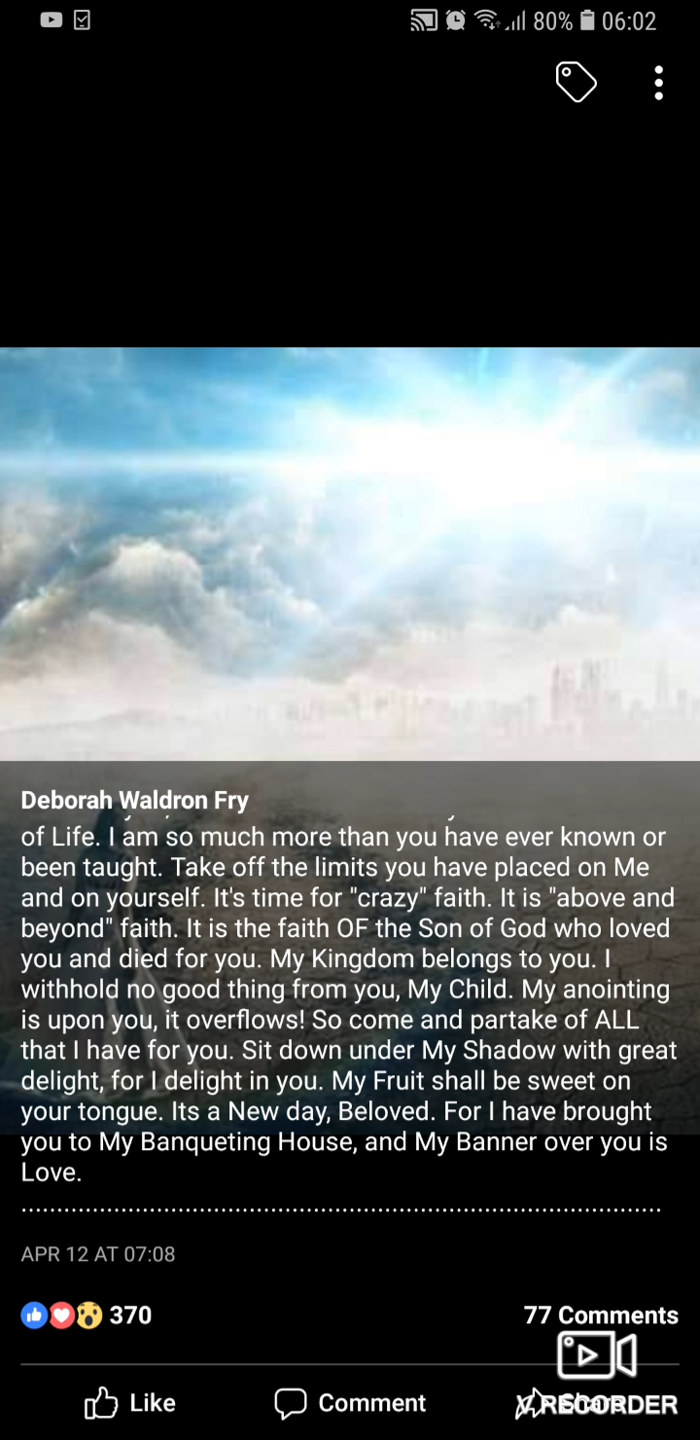 80% 06:02
Deborah Waldron Fry
of Life. I am so much more than you have ever known or
been taught. Take off the limits you have placed on Me
and on yourself. It's time for "crazy" faith. It is "above and
beyond" faith. It is the faith OF the Son of God who loved
you and died for you. My Kingdom belongs to you. I
withhold no good thing from you, My Child. My anointing
is upon you, it overflows! So come and partake of ALL
that I have for you. Sit down under My Shadow with great
delight, for I delight in you. My Fruit shall be sweet on
your tongue. Its a New day, Beloved. For I have brought
you to My Banqueting House, and My Banner over you is
Love.
................................................................................
APR 12 AT 07:08
370 77 Comments
Like Comment Share
V RECORDER